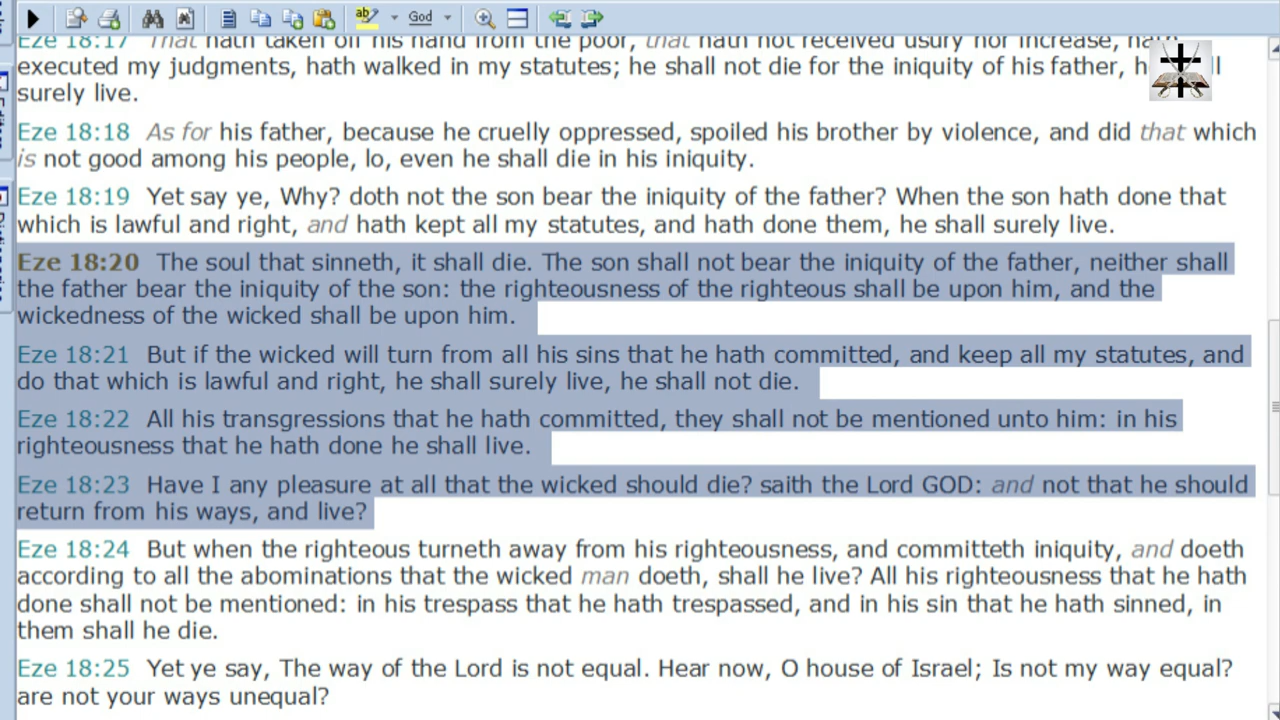 God
Eze 18:17 That hath taken off his hand from the poor, that hath not received usury nor increase, hath
executed my judgments, hath walked in my statutes; he shall not die for the iniquity of his father,
surely live.
Eze 18:18 As for his father, because he cruelly oppressed, spoiled his brother by violence, and did that which
is not good among his people, lo, even he shall die in his iniquity.
Eze 18:19 Yet say ye, Why? doth not the son bear the iniquity of the father? When the son hath done that
which is lawful and right, and hath kept all my statutes, and hath done them, he shall surely live.
Eze 18:20 The soul that sinneth, it shall die. The son shall not bear the iniquity of the father, neither shall
the father bear the iniquity of the son: the righteousness of the righteous shall be upon him, and the
wickedness of the wicked shall be upon him.
Eze 18:21 But if the wicked will turn from all his sins that he hath committed, and keep all my statutes, and
do that which is lawful and right, he shall surely live, he shall not die.
Eze 18:22 All his transgressions that he hath committed, they shall not be mentioned unto him: in his
righteousness that he hath done he shall live.
Eze 18:23 Have I any pleasure at all that the wicked should die? saith the Lord GOD: and not that he should
return from his ways, and live?
Eze 18:24 But when the righteous turneth away from his righteousness, and committeth iniquity, and doeth
according to all the abominations that the wicked man doeth, shall he live? All his righteousness that he hath
done shall not be mentioned: in his trespass that he hath trespassed, and in his sin that he hath sinned, in
them shall he die.
Eze 18:25 Yet ye say, The way of the Lord is not equal. Hear now, O house of Israel; Is not my way equal?
are not your ways unequal?